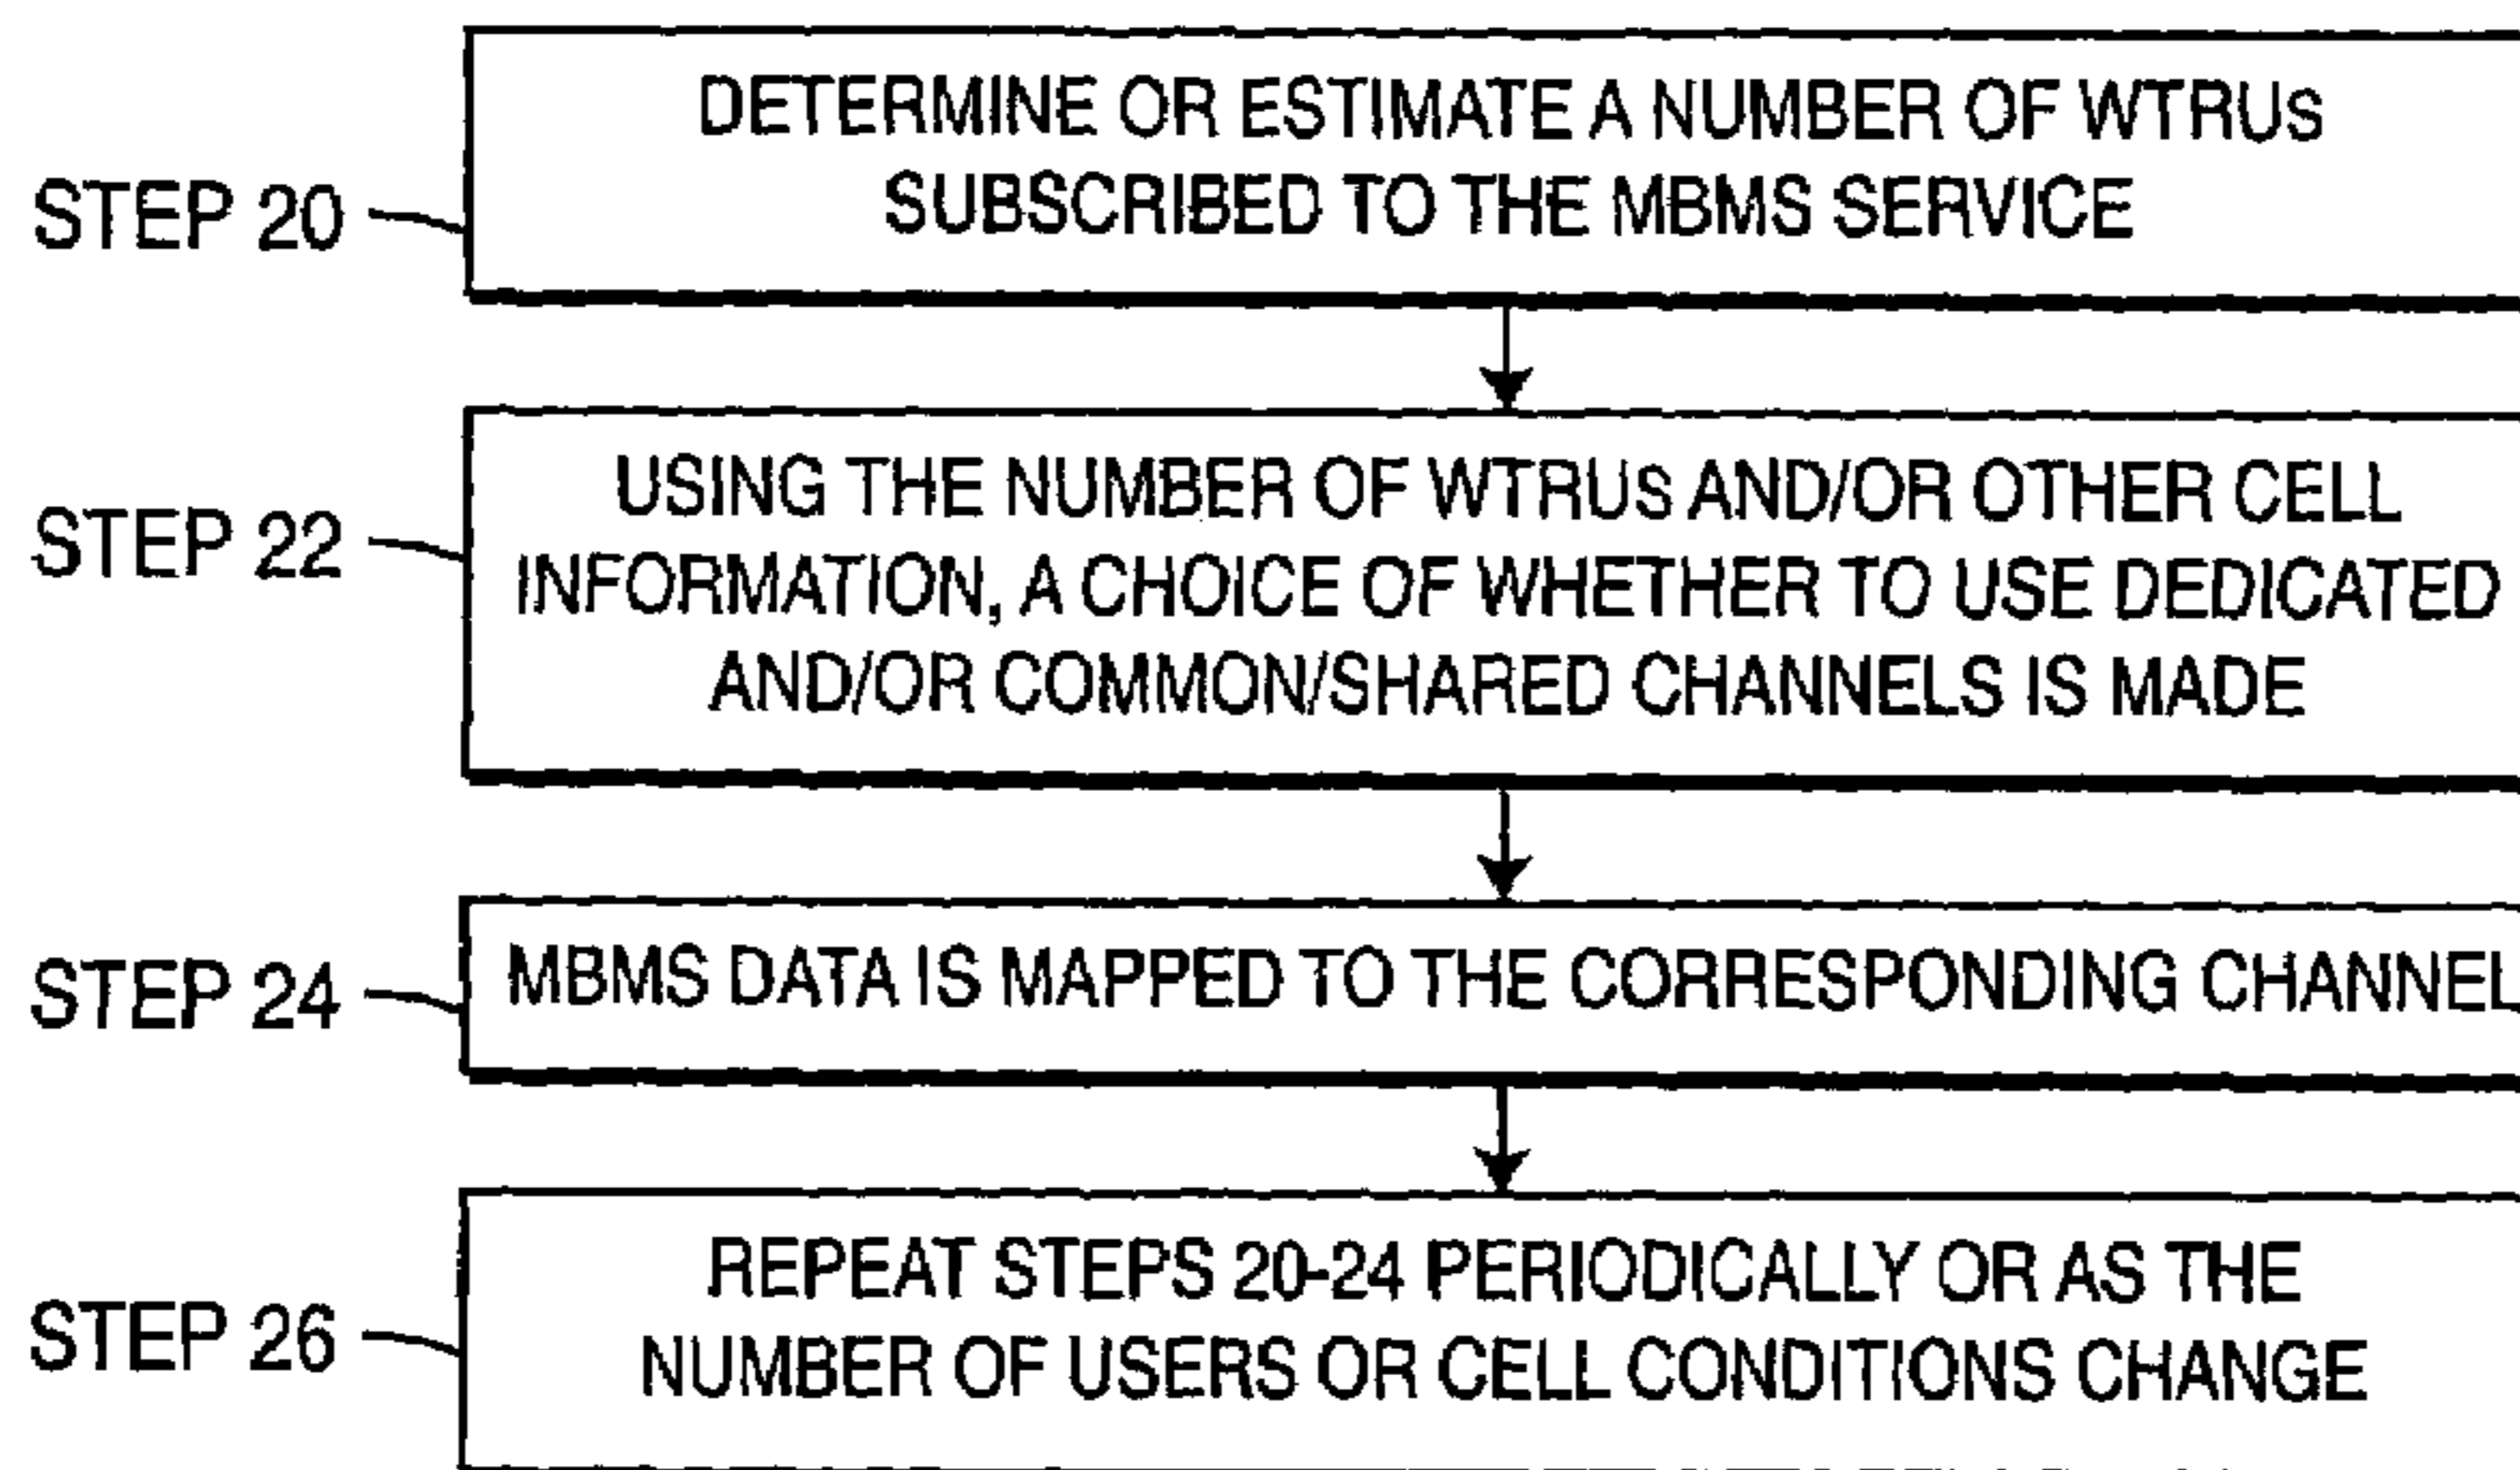 DETERMINE OR ESTIMATE A NUMBER OF WTRUs
SUBSCRIBED TO THE MBMS SERVICE
STEP 20
USING THE NUMBER OF WTRUs AND/OR OTHER CELL
INFORMATION, A CHOICE OF WHETHER TO USE DEDICATED
AND/OR COMMON/SHARED CHANNELS IS MADE
STEP 22
MBMS DATA IS MAPPED TO THE CORRESPONDING CHANNEL
STEP 24
REPEAT STEPS 20-24 PERIODICALLY OR AS THE
NUMBER OF USERS OR CELL CONDITIONS CHANGE
STEP 26